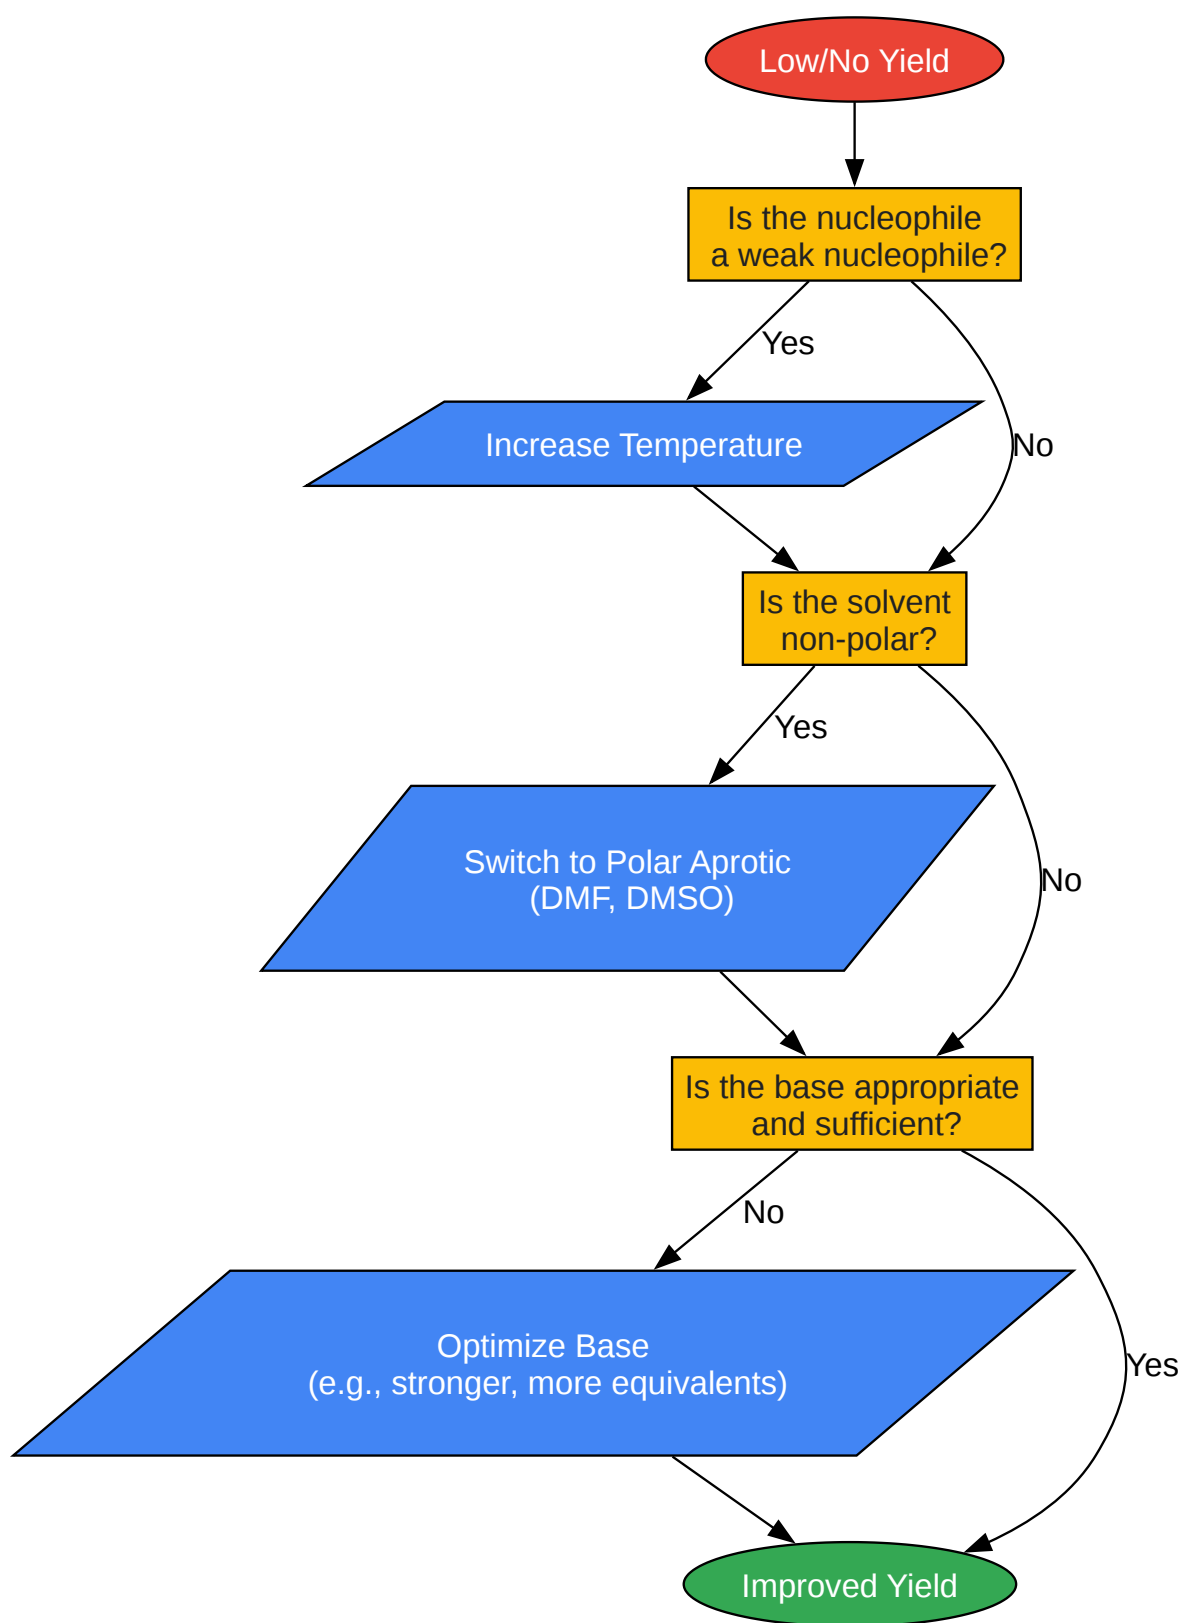 Low/No Yield
Is the nucleophile
a weak nucleophile?
Yes
Increase Temperature
No
Is the solvent
non-polar?
Yes
Switch to Polar Aprotic
(DMF, DMSO)
No
Is the base appropriate
and sufficient?
No
Optimize Base
(e.g., stronger, more equivalents)
Yes
Improved Yield